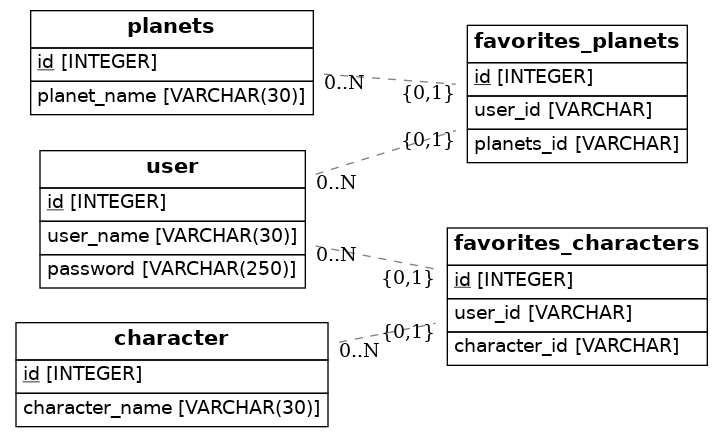 planets
id [INTEGER]
planet_name [VARCHAR(30)]
0..N
{0,1}
favorites_planets
id [INTEGER]
user_id [VARCHAR]
planets_id [VARCHAR]
user
id [INTEGER]
user_name [VARCHAR(30)]
password [VARCHAR(250)]
0..N
{0,1}
0..N
{0,1}
favorites_characters
id [INTEGER]
user_id [VARCHAR]
character_id [VARCHAR]
character
id [INTEGER]
character_name [VARCHAR(30)]
0..N
{0,1}